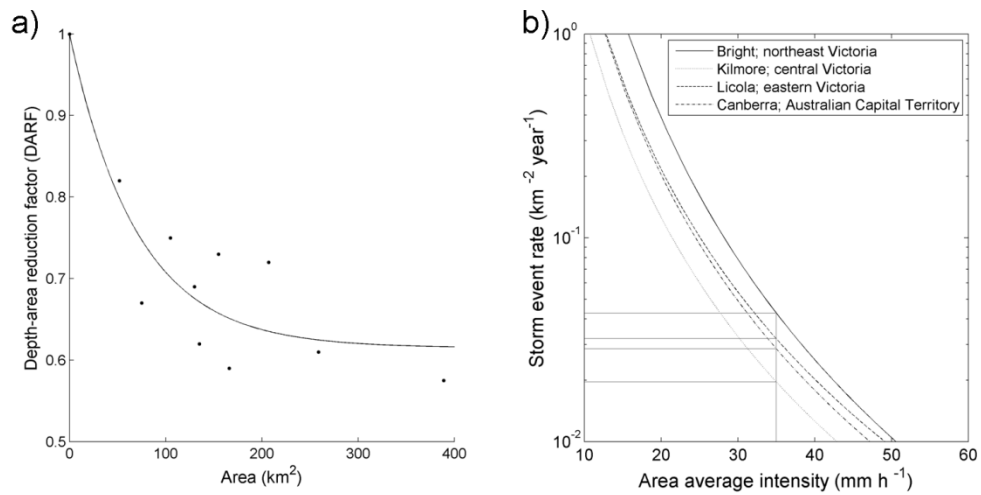 a)
Depth-area reduction factor (DARF)
1
0.9
0.8
0.7
0.6
0.5
0
100
200
300
400
Area (km²)
b)
Storm event rate (km⁻² year⁻¹)
10⁰
10⁻¹
10⁻²
Bright; northeast Victoria
Kilmore; central Victoria
Licola; eastern Victoria
Canberra; Australian Capital Territory
10
20
30
40
50
60
Area average intensity (mm h⁻¹)